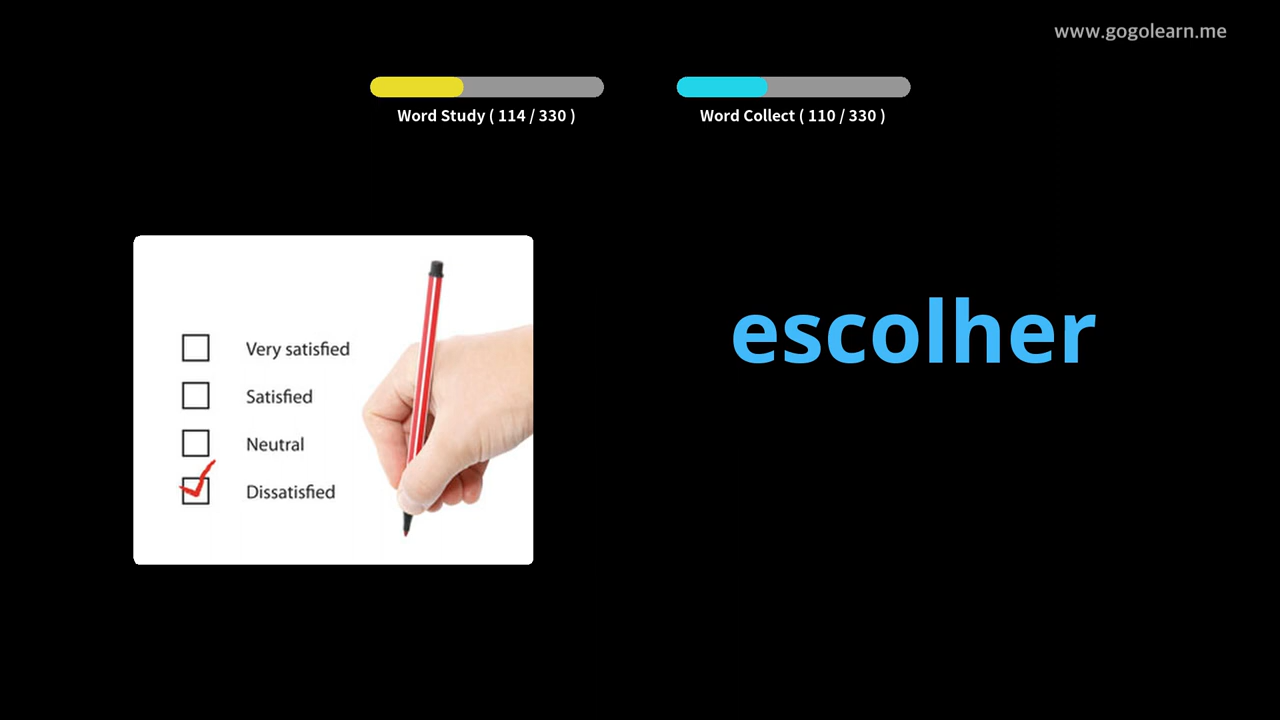 www.gogolearn.me
Word Study ( 114 / 330 )
Word Collect ( 110 / 330 )
Very satisfied
Satisfied
Neutral
Dissatisfied
escolher